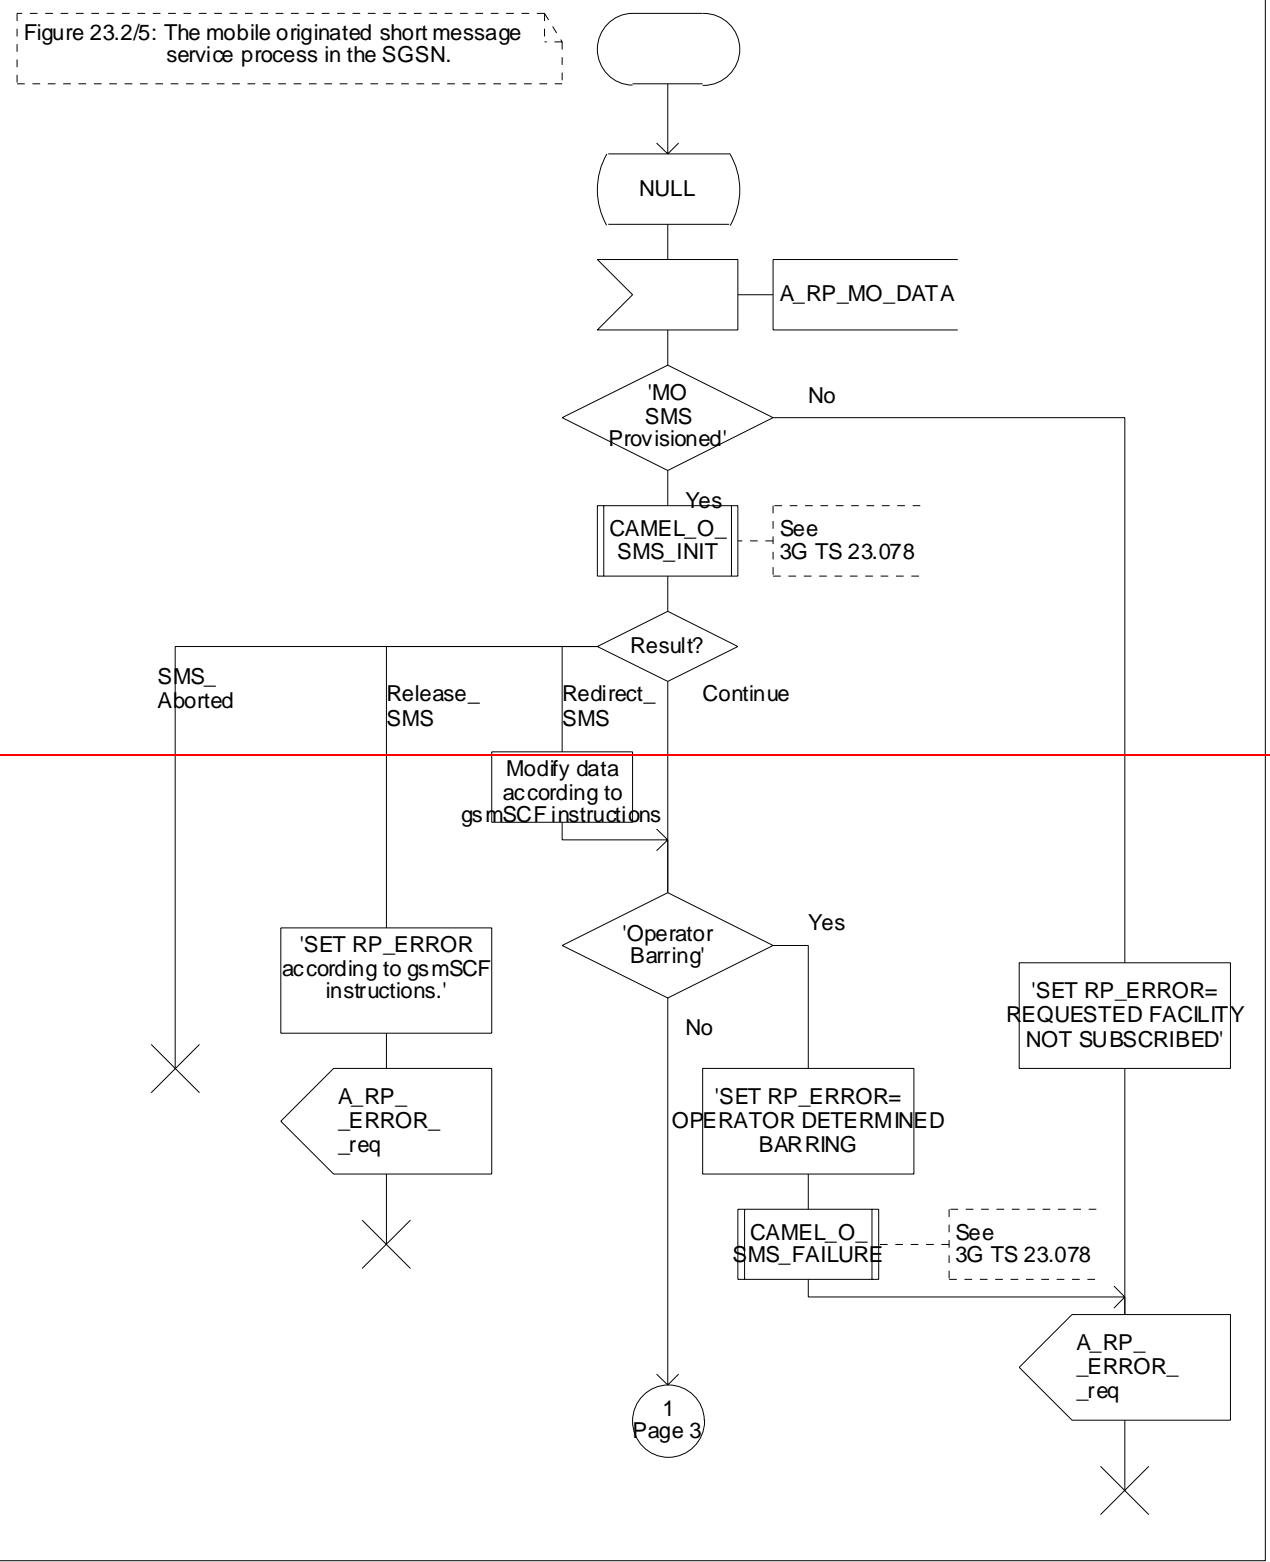 Figure 23.2/5: The mobile originated short message
service process in the SGSN.
NULL
A_RP_MO_DATA
'MO
SMS
Provisioned'
No
Yes
CAMEL_O_
SMS_INIT
See
3G TS 23.078
Result?
SMS_
Aborted
Release_
SMS
Redirect_
SMS
Continue
Modify data
according to
gsmSCF instructions
'Operator
Barring'
Yes
No
'SET RP_ERROR
according to gsmSCF
instructions.'
'SET RP_ERROR=
REQUESTED FACILITY
NOT SUBSCRIBED'
A_RP_
_ERROR_
_req
'SET RP_ERROR=
OPERATOR DETERMINED
BARRING
CAMEL_O_
SMS_FAILURE
See
3G TS 23.078
A_RP_
_ERROR_
_req
1
Page 3